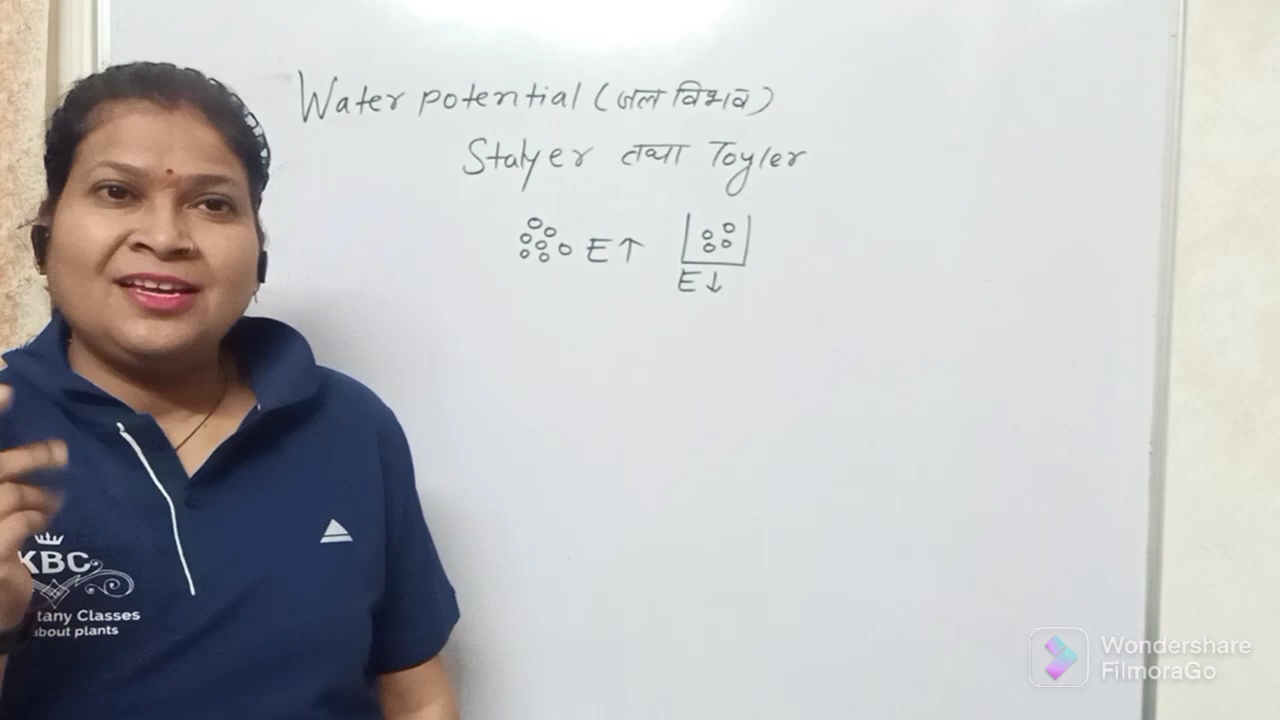 Water potential (जल विभव)
Stalyer तथा Toyler
E↑
E↓
KBC
tany Classes
about plants
Wondershare
FilmoraGo